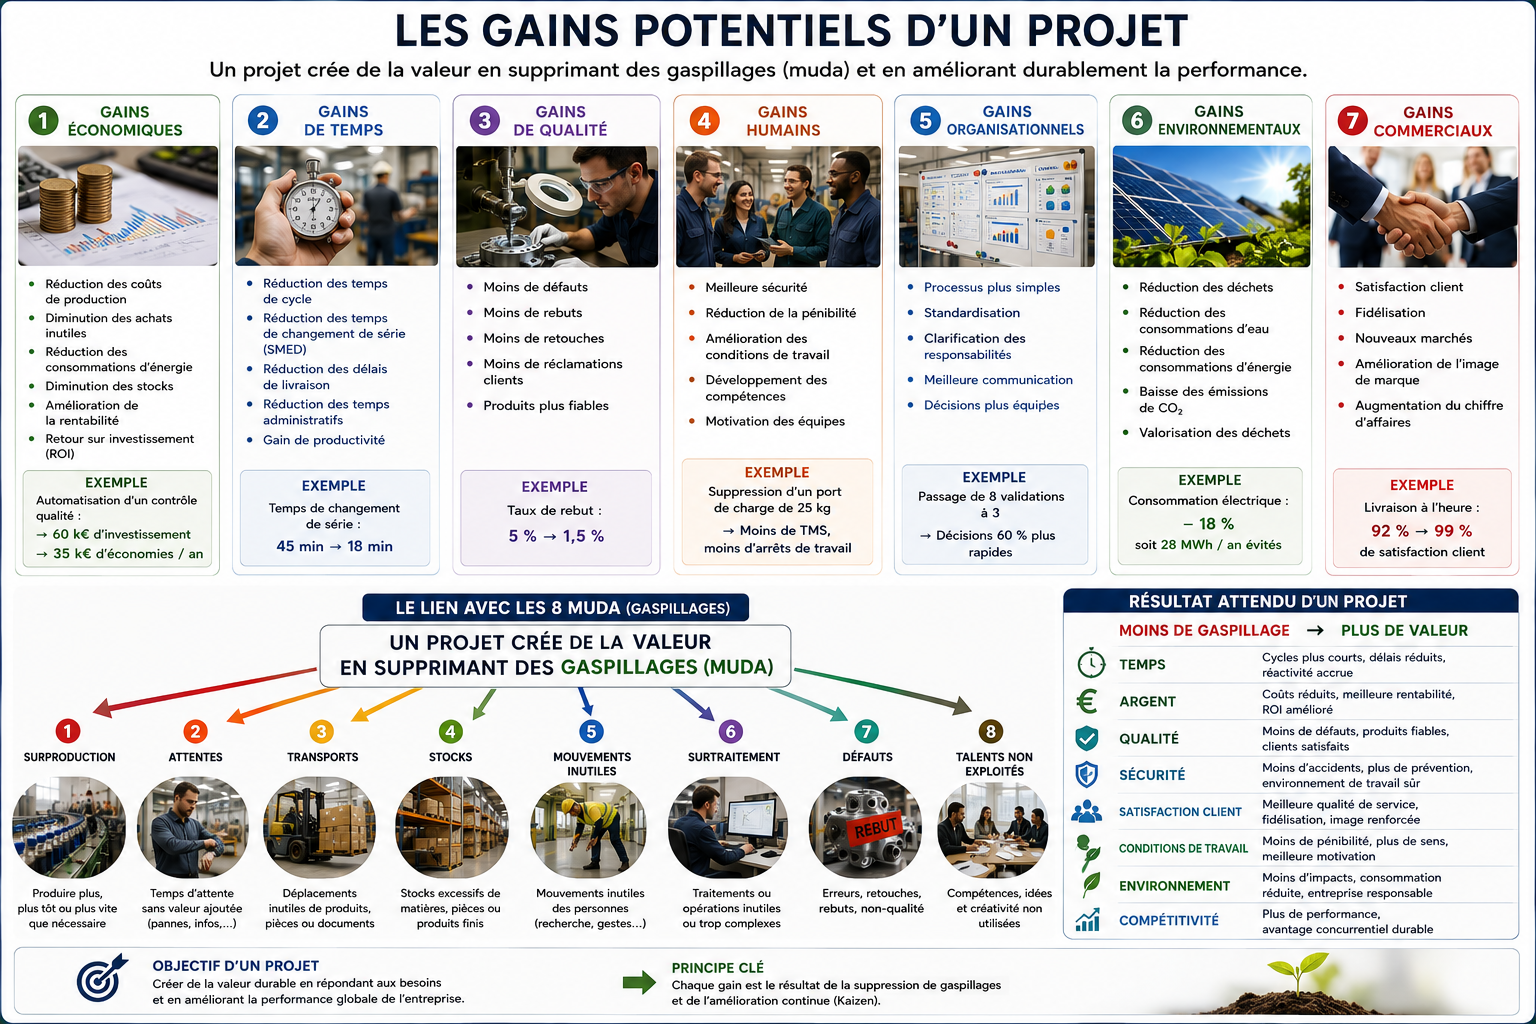 LES GAINS POTENTIELS D'UN PROJET
Un projet crée de la valeur en supprimant des gaspillages (muda) et en améliorant durablement la performance.
1 GAINS
ÉCONOMIQUES
Réduction des coûts
de production
Diminution des achats
inutiles
Réduction des
consommations d'énergie
Diminution des stocks
Amélioration de
la rentabilité
Retour sur investissement
(ROI)
EXEMPLE
Automatisation d'un contrôle
qualité :
→ 60 k€ d'investissement
→ 35 k€ d'économies / an
2 GAINS
DE TEMPS
Réduction des temps
de cycle
Réduction des temps
de changement de série
(SMED)
Réduction des délais
de livraison
Réduction des temps
administratifs
Gain de productivité
EXEMPLE
Temps de changement
de série :
45 min → 18 min
3 GAINS
DE QUALITÉ
Moins de défauts
Moins de rebuts
Moins de retouches
Moins de réclamations
clients
Produits plus fiables
EXEMPLE
Taux de rebut :
5 % → 1,5 %
4 GAINS
HUMAINS
Meilleure sécurité
Réduction de la pénibilité
Amélioration des
conditions de travail
Développement des
compétences
Motivation des équipes
EXEMPLE
Suppression d'un port
de charge de 25 kg
→ Moins de TMS,
moins d'arrêts de travail
5 GAINS
ORGANISATIONNELS
Processus plus simples
Standardisation
Clarification des
responsabilités
Meilleure communication
Décisions plus équipes
EXEMPLE
Passage de 8 validations
à 3
→ Décisions 60 % plus
rapides
6 GAINS
ENVIRONNEMENTAUX
Réduction des déchets
Réduction des
consommations d'eau
Réduction des
consommations d'énergie
Baisse des émissions
de CO₂
Valorisation des déchets
EXEMPLE
Consommation électrique :
– 18 %
soit 28 MWh / an évités
7 GAINS
COMMERCIAUX
Satisfaction client
Fidélisation
Nouveaux marchés
Amélioration de l'image
de marque
Augmentation du chiffre
d'affaires
EXEMPLE
Livraison à l'heure :
92 % → 99 %
de satisfaction client
LE LIEN AVEC LES 8 MUDA (GASPILLAGES)
UN PROJET CRÉE DE LA VALEUR
EN SUPPRIMANT DES GASPILLAGES (MUDA)
1
SURPRODUCTION
Produire plus,
plus tôt ou plus vite
que nécessaire
2
ATTENTES
Temps d'attente
sans valeur ajoutée
(pannes, infos,...)
3
TRANSPORTS
Déplacements
inutiles de produits,
pièces ou documents
4
STOCKS
Stocks excessifs de
matières, pièces ou
produits finis
5
MOUVEMENTS
INUTILES
Mouvements inutiles
des personnes
(recherche, gestes...)
6
SURTRAITEMENT
Traitements ou
opérations inutiles
ou trop complexes
7
DÉFAUTS
REBUT
Erreurs, retouches,
rebuts, non-qualité
8
TALENTS NON
EXPLOITÉS
Compétences, idées
et créativité non
utilisées
RÉSULTAT ATTENDU D'UN PROJET
MOINS DE GASPILLAGE → PLUS DE VALEUR
TEMPS
Cycles plus courts, délais réduits,
réactivité accrue
ARGENT
Coûts réduits, meilleure rentabilité,
ROI amélioré
QUALITÉ
Moins de défauts, produits fiables,
clients satisfaits
SÉCURITÉ
Moins d'accidents, plus de prévention,
environnement de travail sûr
SATISFACTION CLIENT
Meilleure qualité de service,
fidélisation, image renforcée
CONDITIONS DE TRAVAIL
Moins de pénibilité, plus de sens,
meilleure motivation
ENVIRONNEMENT
Moins d'impacts, consommation
réduite, entreprise responsable
COMPÉTITIVITÉ
Plus de performance,
avantage concurrentiel durable
OBJECTIF D'UN PROJET
Créer de la valeur durable en répondant aux besoins
et en améliorant la performance globale de l'entreprise.
PRINCIPE CLÉ
Chaque gain est le résultat de la suppression de gaspillages
et de l'amélioration continue (Kaizen).